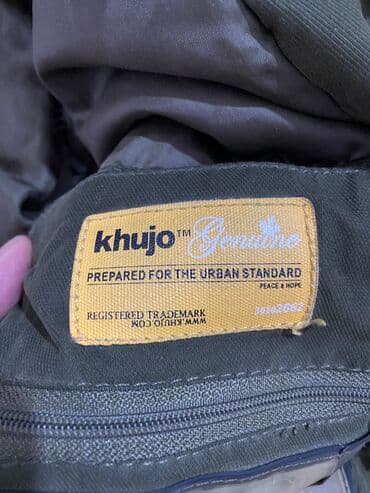 khujo™ Genuine
PREPARED FOR THE URBAN STANDARD
PEACE & HOPE
REGISTERED TRADEMARK
WWW.KHUJO.COM